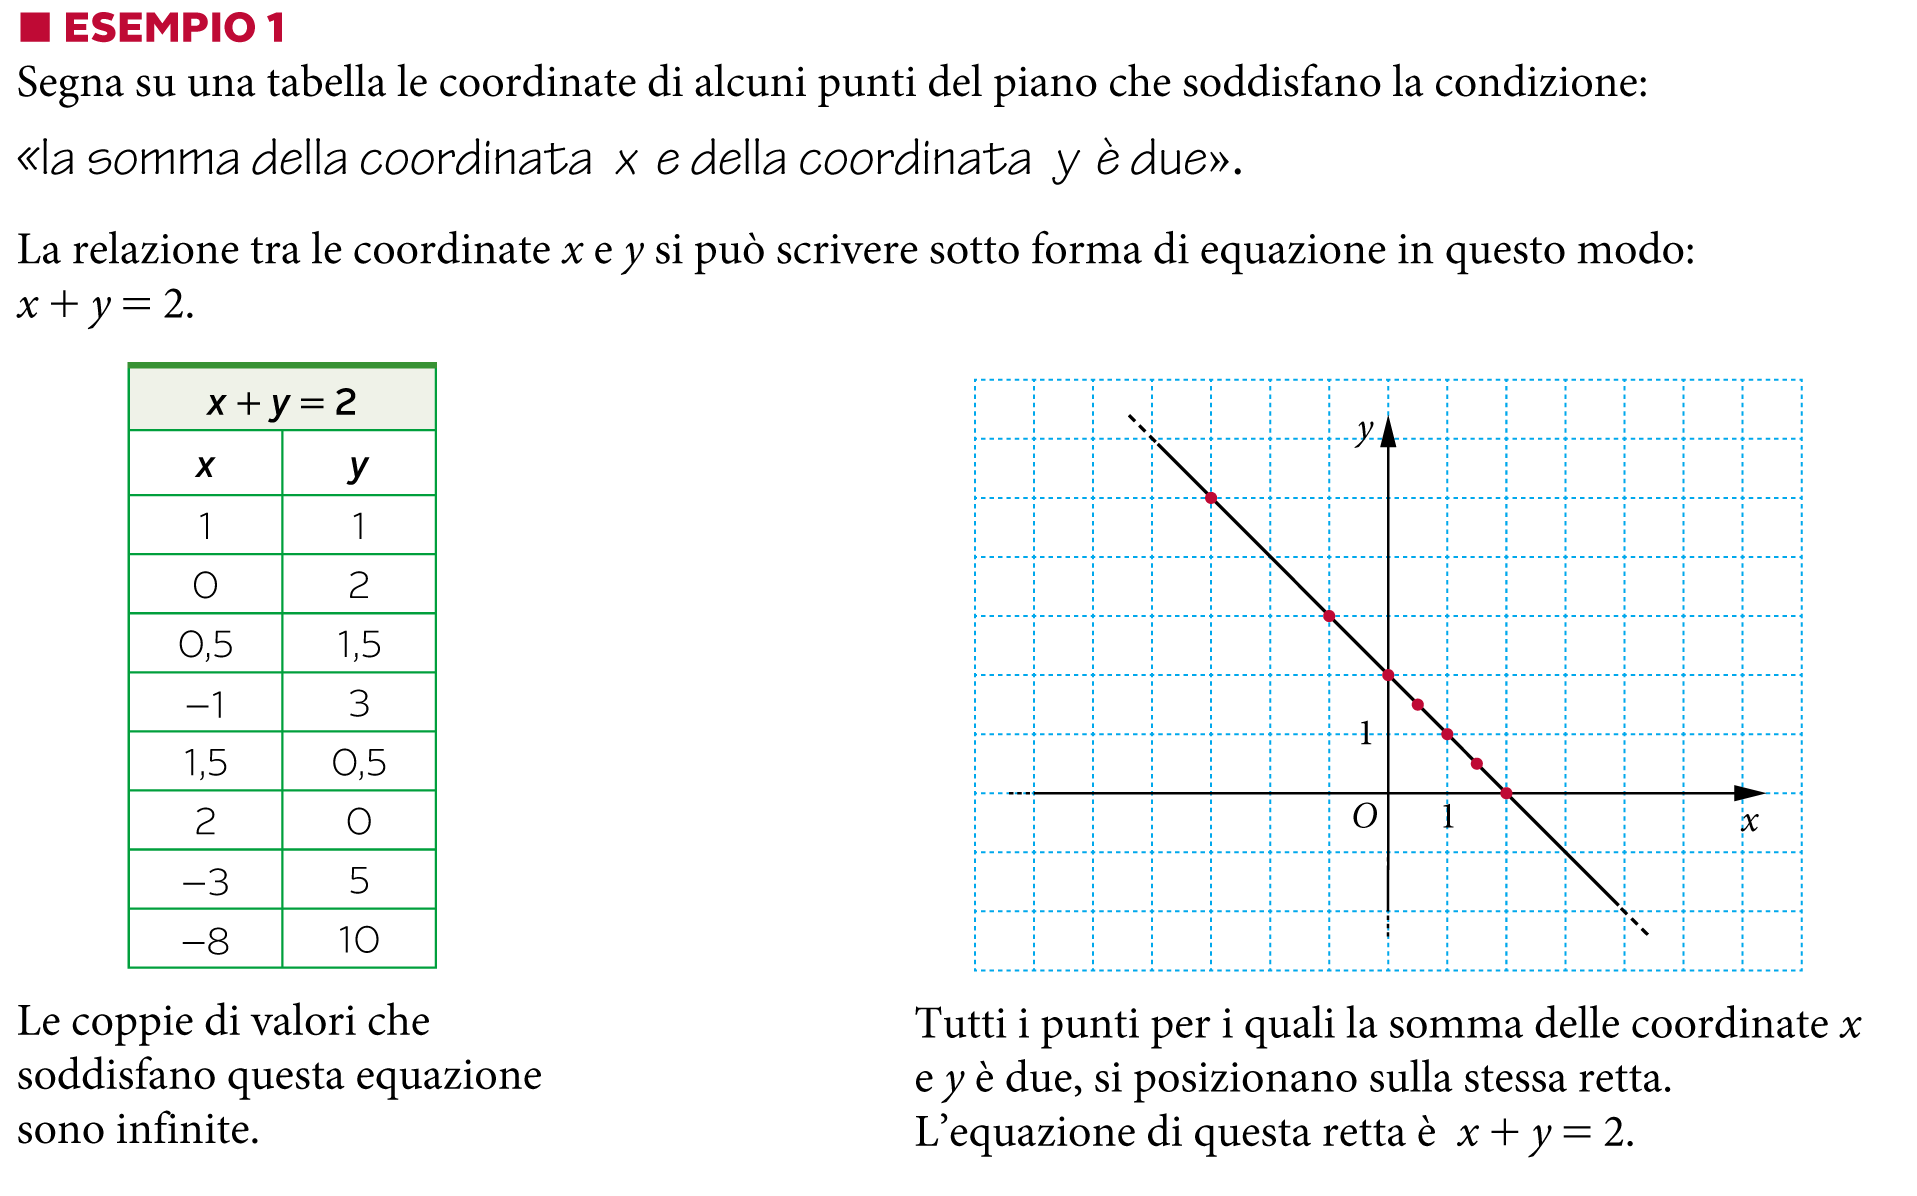 ESEMPIO 1
Segna su una tabella le coordinate di alcuni punti del piano che soddisfano la condizione:
«la somma della coordinata x e della coordinata y è due».
La relazione tra le coordinate x e y si può scrivere sotto forma di equazione in questo modo:
x + y = 2.
x + y = 2
x y
1 1
0 2
0,5 1,5
−1 3
1,5 0,5
2 0
−3 5
−8 10
Le coppie di valori che
soddisfano questa equazione
sono infinite.
y
1
O 1 x
Tutti i punti per i quali la somma delle coordinate x
e y è due, si posizionano sulla stessa retta.
L’equazione di questa retta è x + y = 2.